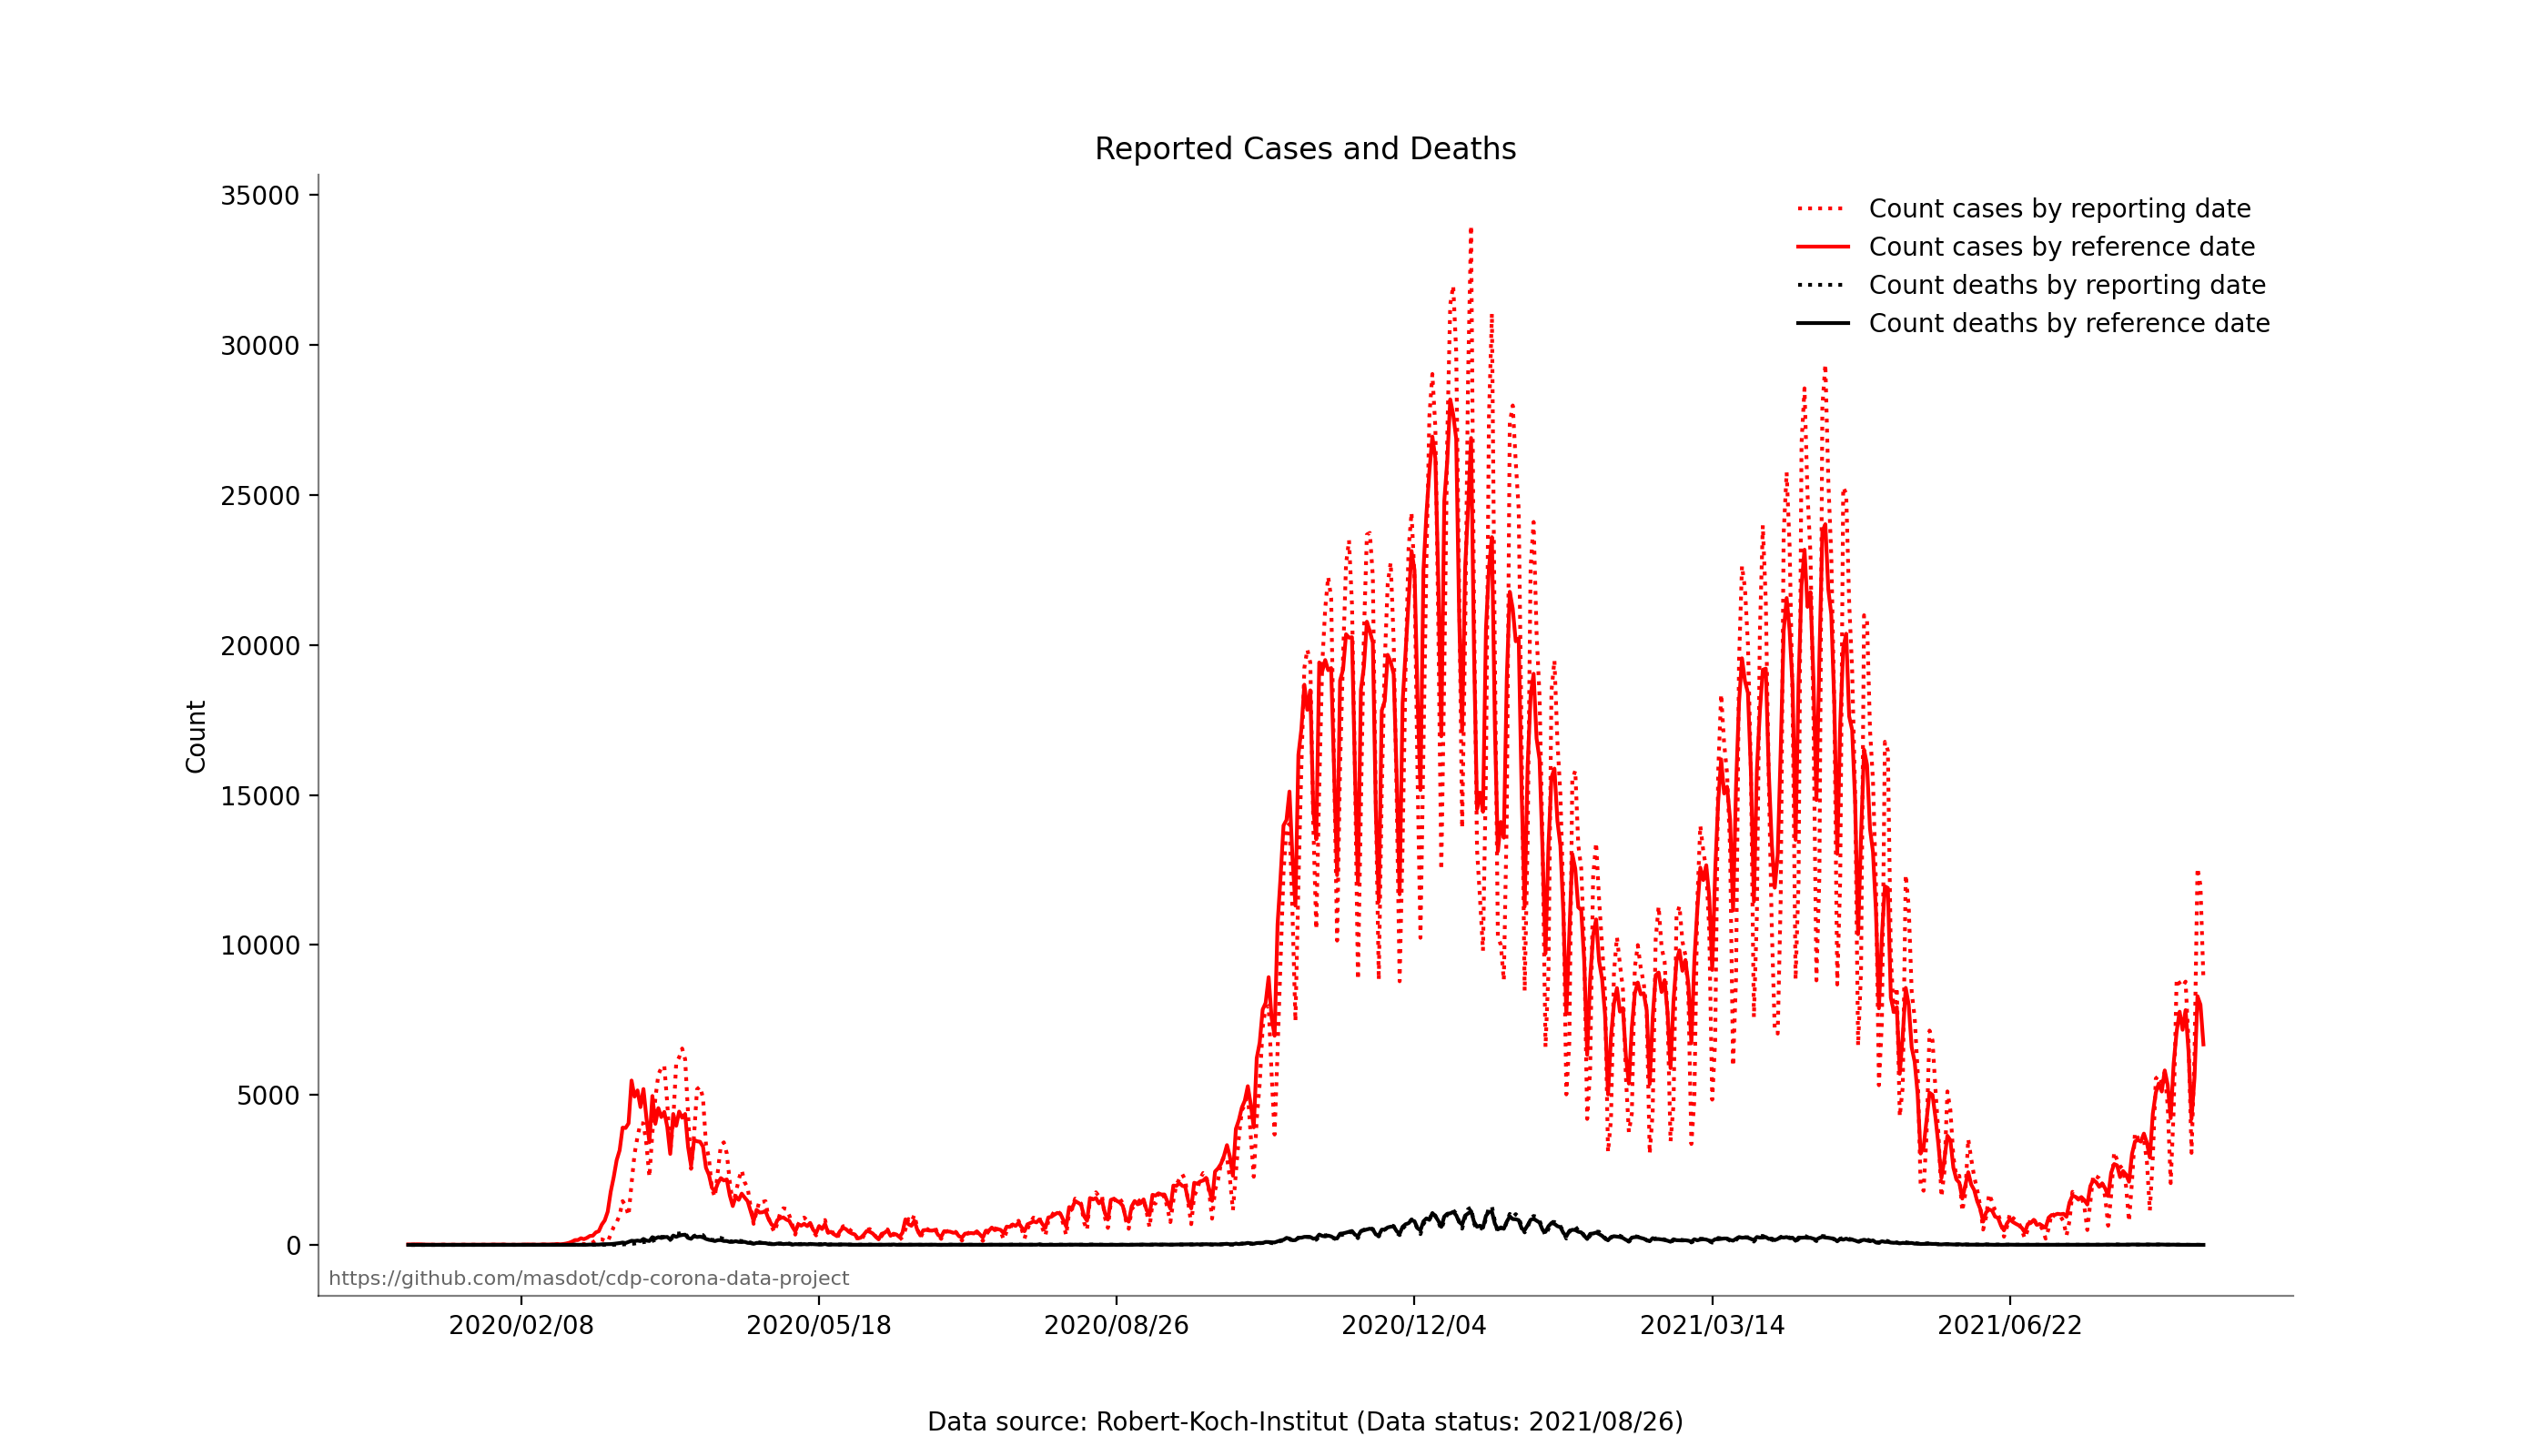 Reported Cases and Deaths
35000
30000
25000
20000
15000
10000
5000
0
Count
Count cases by reporting date
Count cases by reference date
Count deaths by reporting date
Count deaths by reference date
https://github.com/masdot/cdp-corona-data-project
2020/02/08 2020/05/18 2020/08/26 2020/12/04 2021/03/14 2021/06/22
Data source: Robert-Koch-Institut (Data status: 2021/08/26)